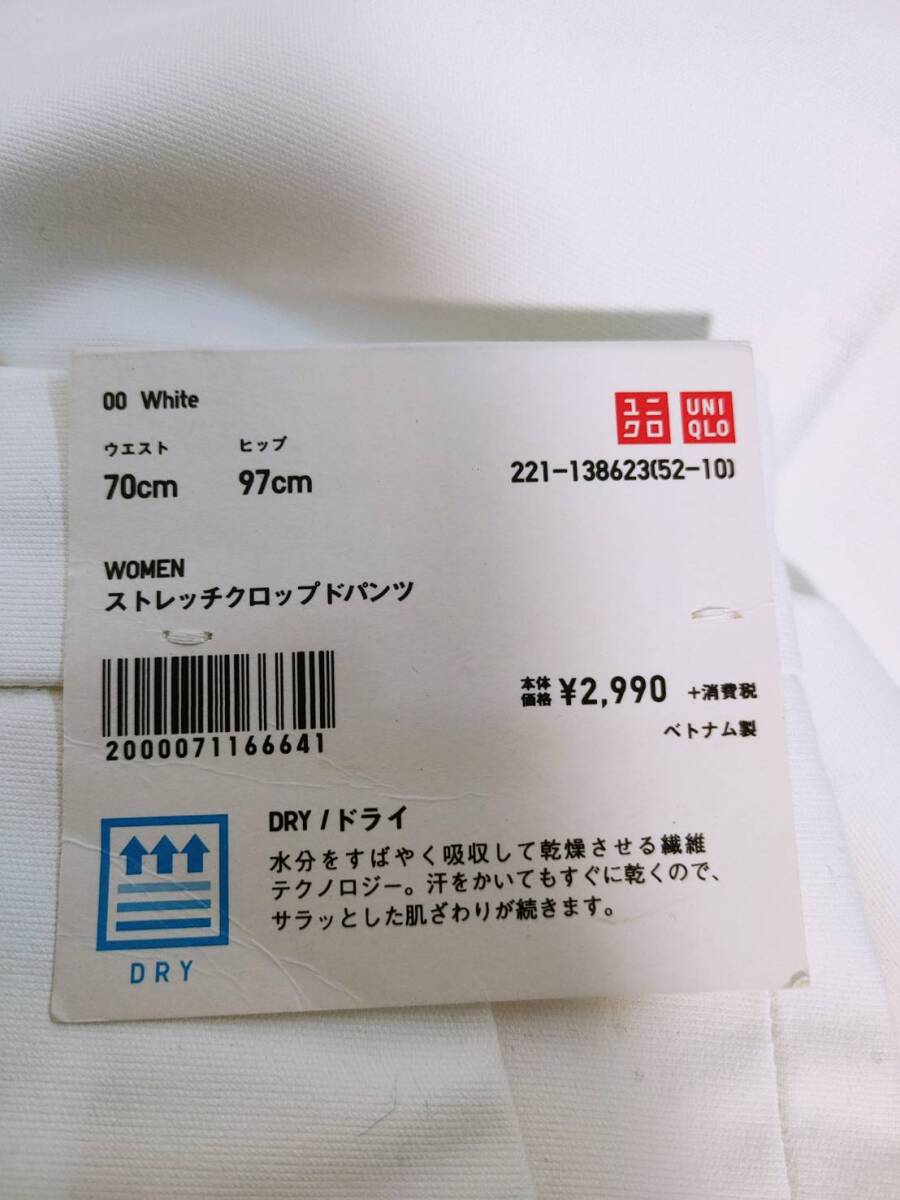 00 White
ウエスト ヒップ
70cm 97cm
ユニ
クロ
UNI
QLO
221-138623(52-10)
WOMEN
ストレッチクロップドパンツ
本体
価格 ¥2,990 +消費税
ベトナム製
2000071166641
DRY / ドライ
水分をすばやく吸収して乾燥させる繊維
テクノロジー。汗をかいてもすぐに乾くので、
サラッとした肌ざわりが続きます。
DRY